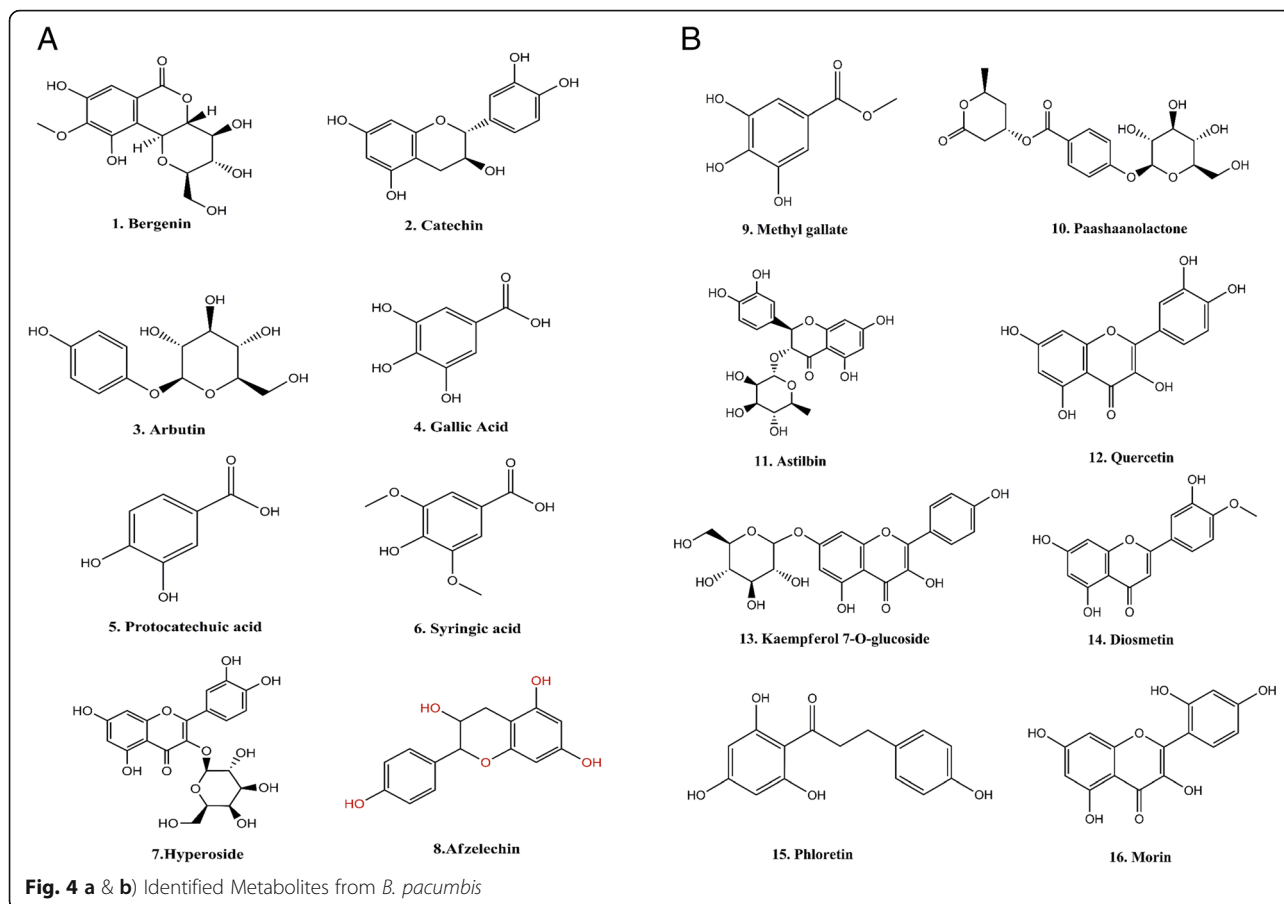 A
B
1. Bergenin
2. Catechin
3. Arbutin
4. Gallic Acid
5. Protocatechuic acid
6. Syringic acid
7.Hyperoside
8.Afzelechin
9. Methyl gallate
10. Paashaanolactone
11. Astilbin
12. Quercetin
13. Kaempferol 7-O-glucoside
14. Diosmetin
15. Phloretin
16. Morin
Fig. 4 a & b) Identified Metabolites from B. pacumbis